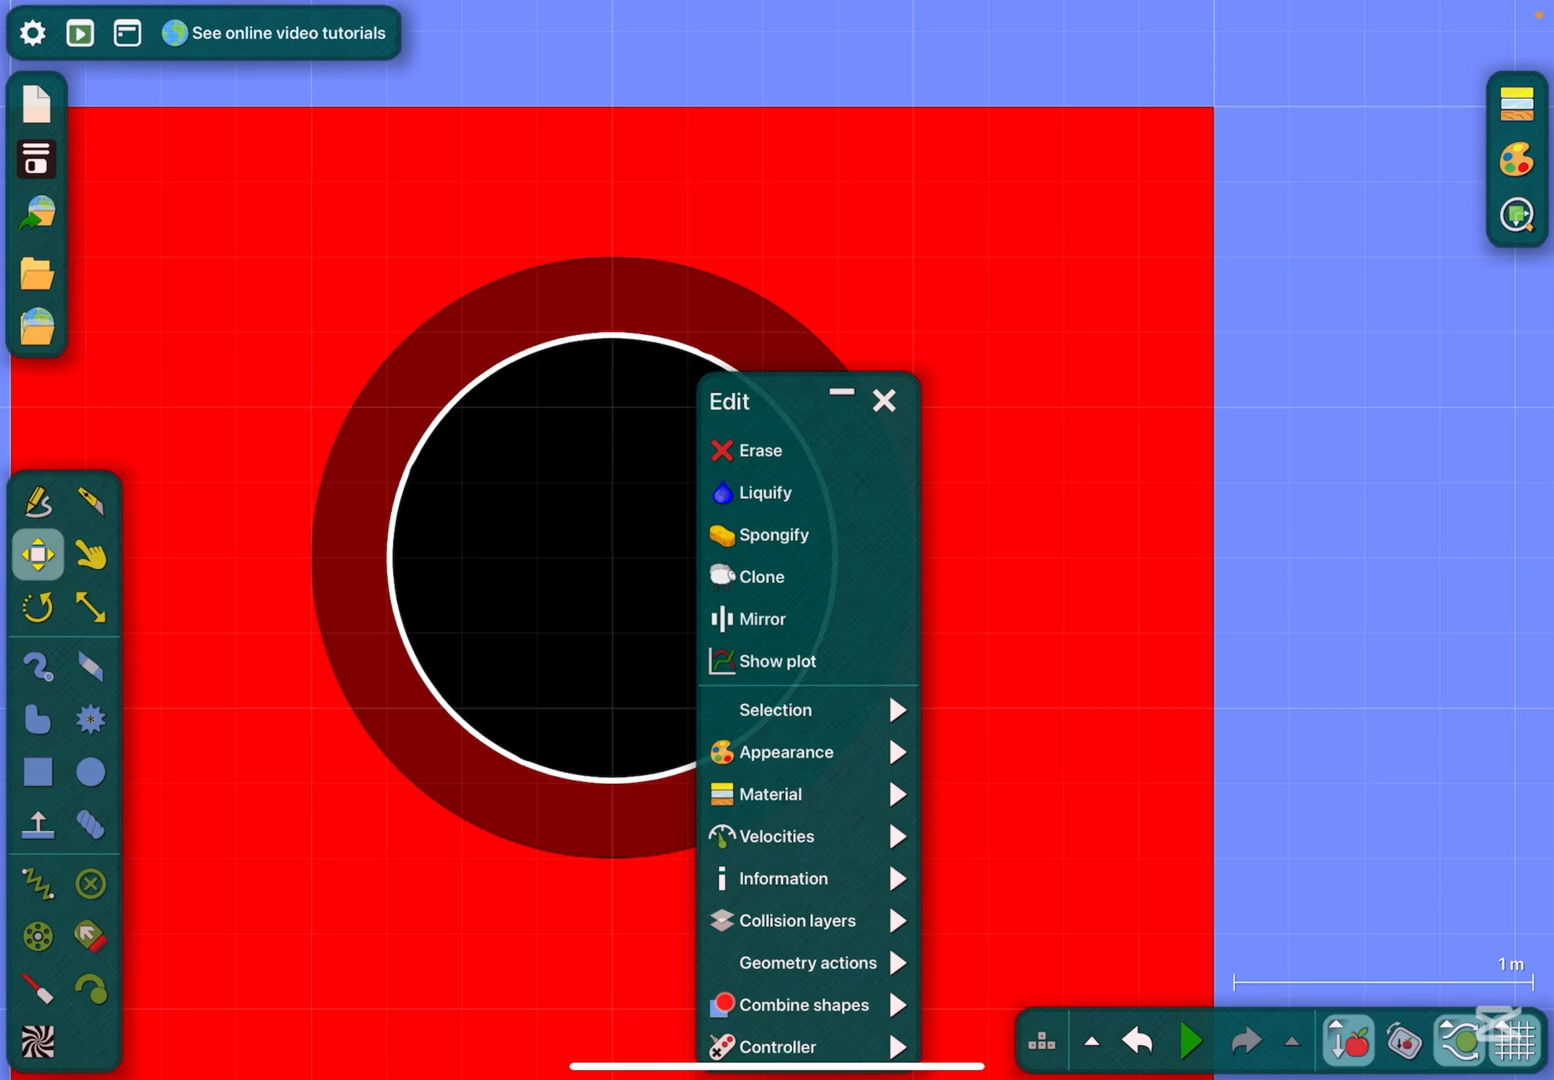 See online video tutorials
Edit
Erase
Liquify
Spongify
Clone
Mirror
Show plot
Selection
Appearance
Material
Velocities
Information
Collision layers
Geometry actions
Combine shapes
Controller
1 m